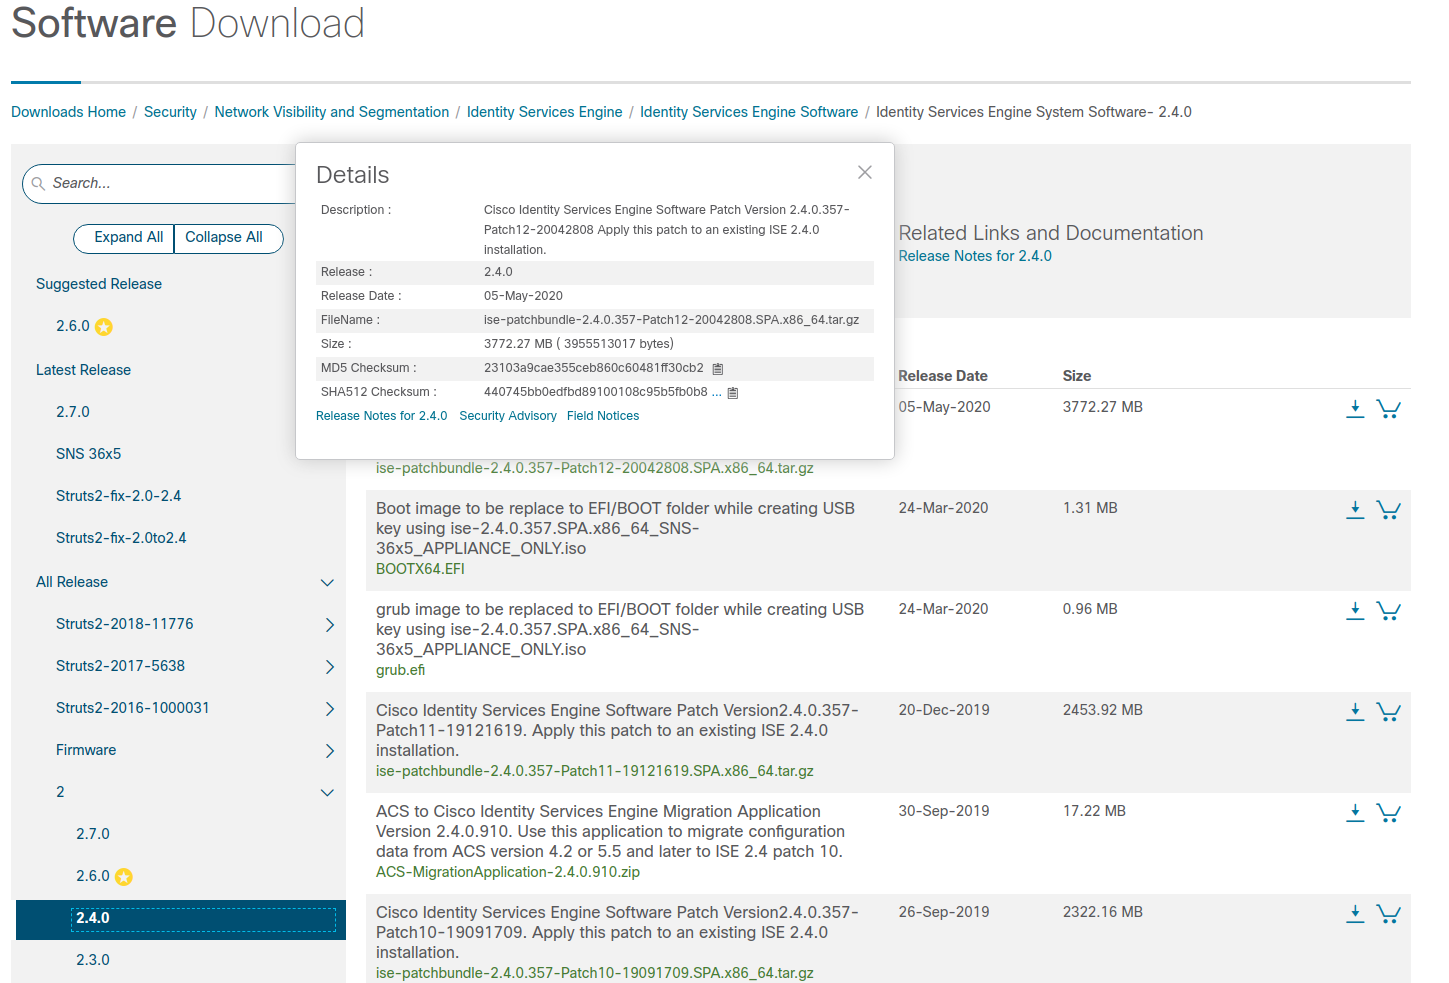 Software Download
Downloads Home / Security / Network Visibility and Segmentation / Identity Services Engine / Identity Services Engine Software / Identity Services Engine System Software- 2.4.0
Search...
Expand All Collapse All
Suggested Release
2.6.0
Latest Release
2.7.0
SNS 36x5
Struts2-fix-2.0-2.4
Struts2-fix-2.0to2.4
All Release
Struts2-2018-11776
Struts2-2017-5638
Struts2-2016-1000031
Firmware
2
2.7.0
2.6.0
2.4.0
2.3.0
Details
Description : Cisco Identity Services Engine Software Patch Version 2.4.0.357-
Patch12-20042808 Apply this patch to an existing ISE 2.4.0
installation.
Release : 2.4.0
Release Date : 05-May-2020
FileName : ise-patchbundle-2.4.0.357-Patch12-20042808.SPA.x86_64.tar.gz
Size : 3772.27 MB ( 3955513017 bytes)
MD5 Checksum : 23103a9cae355ceb860c60481ff30cb2
SHA512 Checksum : 440745bb0edfbd89100108c95b5fb0b8 ...
Release Notes for 2.4.0 Security Advisory Field Notices
Related Links and Documentation
Release Notes for 2.4.0
Release Date Size
05-May-2020 3772.27 MB
ise-patchbundle-2.4.0.357-Patch12-20042808.SPA.x86_64.tar.gz
Boot image to be replace to EFI/BOOT folder while creating USB 24-Mar-2020 1.31 MB
key using ise-2.4.0.357.SPA.x86_64_SNS-
36x5_APPLIANCE_ONLY.iso
BOOTX64.EFI
grub image to be replaced to EFI/BOOT folder while creating USB 24-Mar-2020 0.96 MB
key using ise-2.4.0.357.SPA.x86_64_SNS-
36x5_APPLIANCE_ONLY.iso
grub.efi
Cisco Identity Services Engine Software Patch Version2.4.0.357- 20-Dec-2019 2453.92 MB
Patch11-19121619. Apply this patch to an existing ISE 2.4.0
installation.
ise-patchbundle-2.4.0.357-Patch11-19121619.SPA.x86_64.tar.gz
ACS to Cisco Identity Services Engine Migration Application 30-Sep-2019 17.22 MB
Version 2.4.0.910. Use this application to migrate configuration
data from ACS version 4.2 or 5.5 and later to ISE 2.4 patch 10.
ACS-MigrationApplication-2.4.0.910.zip
Cisco Identity Services Engine Software Patch Version2.4.0.357- 26-Sep-2019 2322.16 MB
Patch10-19091709. Apply this patch to an existing ISE 2.4.0
installation.
ise-patchbundle-2.4.0.357-Patch10-19091709.SPA.x86_64.tar.gz